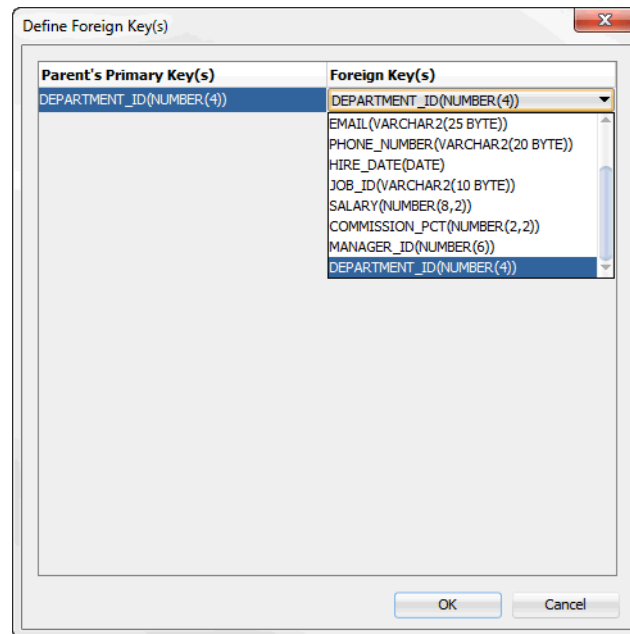 Define Foreign Key(s)
Parent's Primary Key(s) Foreign Key(s)
DEPARTMENT_ID(NUMBER(4)) DEPARTMENT_ID(NUMBER(4))
EMAIL(VARCHAR2(25 BYTE))
PHONE_NUMBER(VARCHAR2(20 BYTE))
HIRE_DATE(DATE)
JOB_ID(VARCHAR2(10 BYTE))
SALARY(NUMBER(8,2))
COMMISSION_PCT(NUMBER(2,2))
MANAGER_ID(NUMBER(6))
DEPARTMENT_ID(NUMBER(4))
OK Cancel